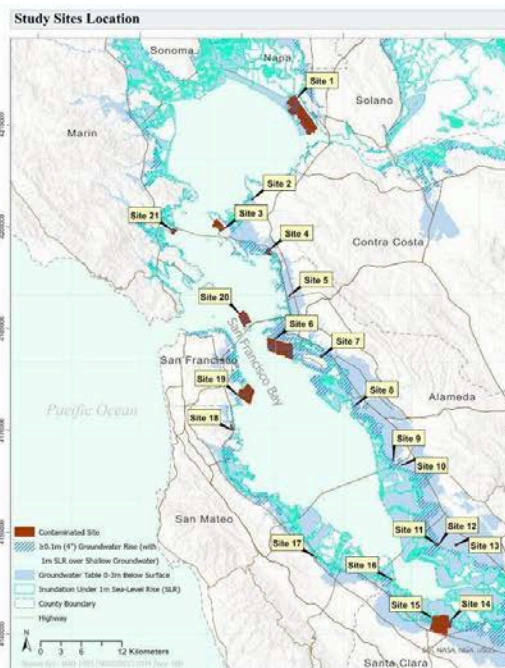 Study Sites Location
Sonoma
Napa
Site 1
Solano
Marin
Site 2
Site 3
Site 21
Site 4
Contra Costa
Site 5
Site 20
Site 6
San Francisco Bay
Site 7
San Francisco
Site 19
Site 8
Alameda
Pacific Ocean
Site 18
Site 9
Site 10
San Mateo
Site 11
Site 12
Site 13
Site 17
Site 16
Site 15
Site 14
Santa Clara
Contaminated Site
≥0.1m (4") Groundwater Rise (with
1m SLR over Shallow Groundwater)
Groundwater Table 0-3m Below Surface
Inundation Under 1m Sea-Level Rise (SLR)
County Boundary
Highway
N
0 3 6 12 Kilometers
NASA, NGA, USGS